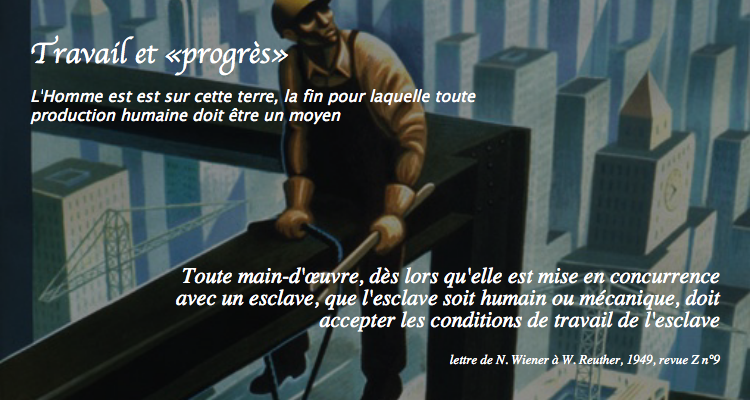 Travail et «progrès»
L'Homme est est sur cette terre, la fin pour laquelle toute
production humaine doit être un moyen
Toute main-d'œuvre, dès lors qu'elle est mise en concurrence
avec un esclave, que l'esclave soit humain ou mécanique, doit
accepter les conditions de travail de l'esclave
lettre de N. Wiener à W. Reuther, 1949, revue Z n°9